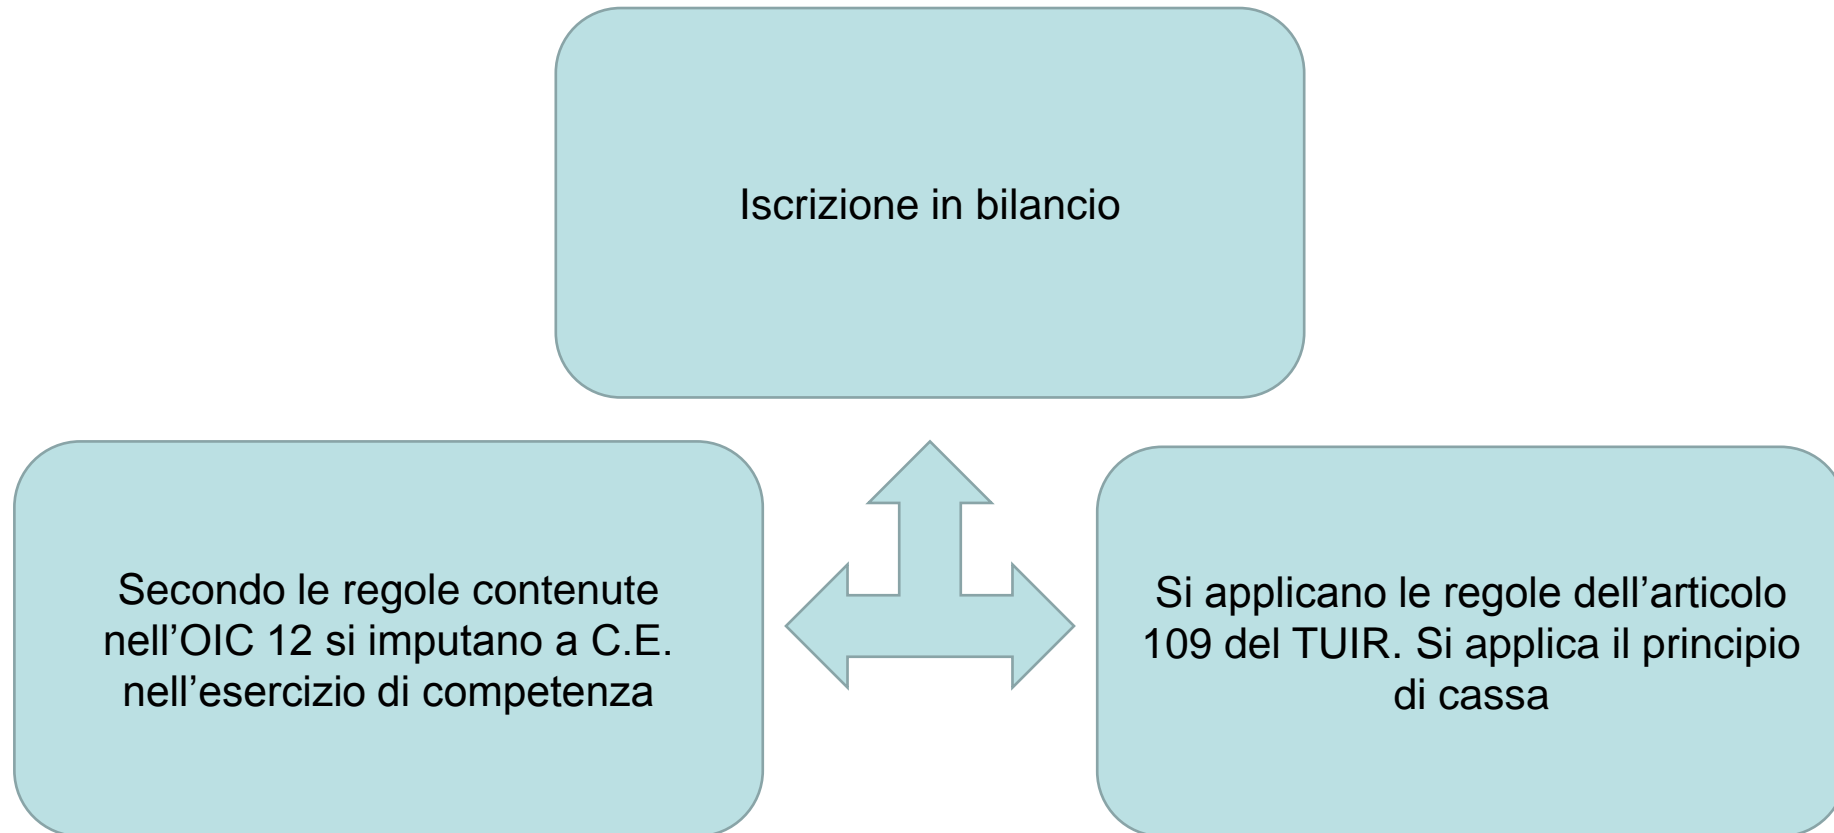 Iscrizione in bilancio
Secondo le regole contenute
nell’OIC 12 si imputano a C.E.
nell’esercizio di competenza
Si applicano le regole dell’articolo
109 del TUIR. Si applica il principio
di cassa